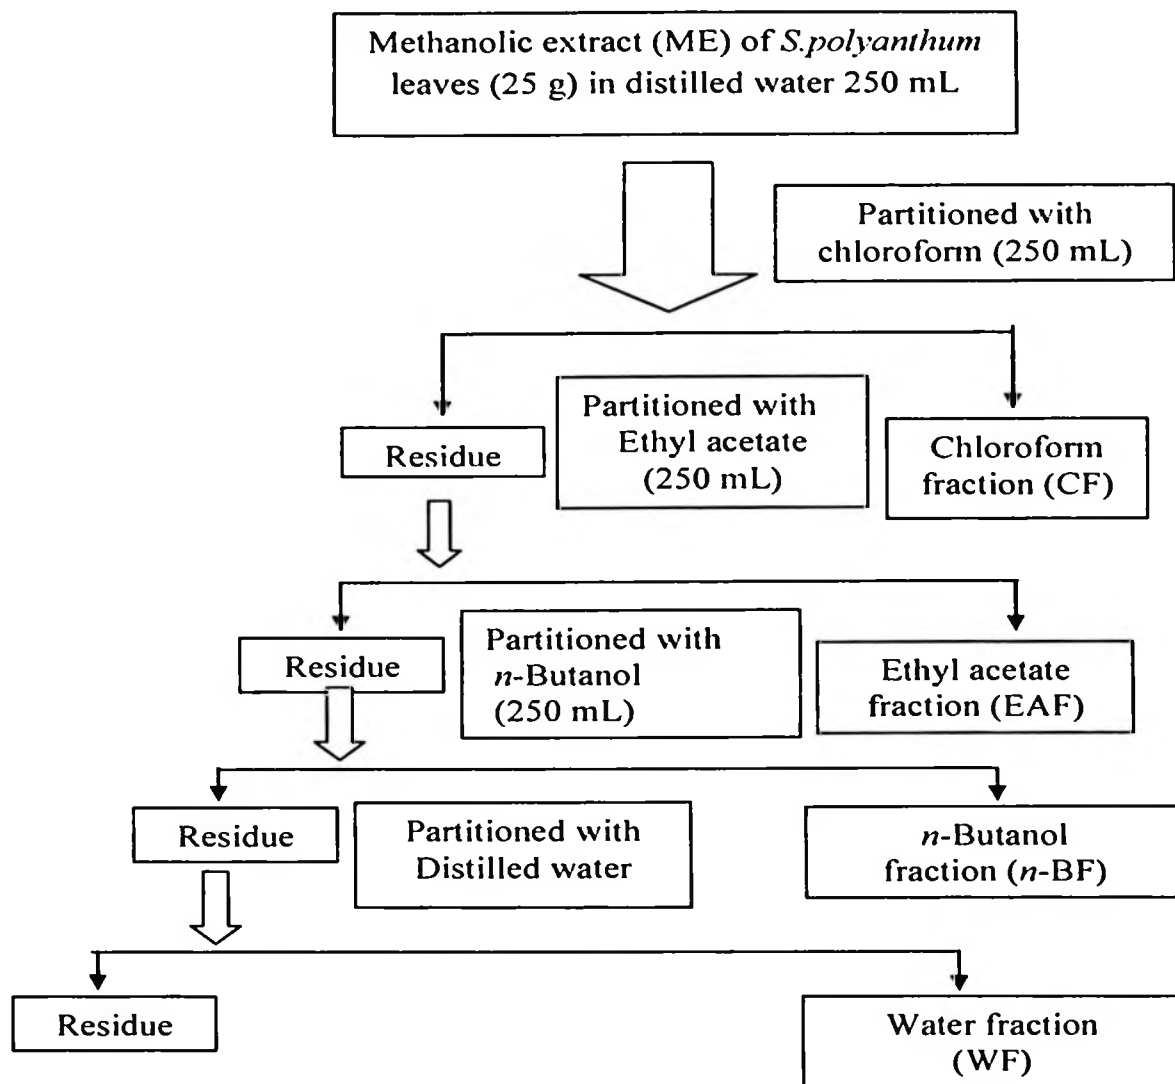 Methanolic extract (ME) of S.polyanthum
leaves (25 g) in distilled water 250 mL
Partitioned with
chloroform (250 mL)
Residue
Partitioned with
Ethyl acetate
(250 mL)
Chloroform
fraction (CF)
Residue
Partitioned with
n-Butanol
(250 mL)
Ethyl acetate
fraction (EAF)
Residue
Partitioned with
Distilled water
n-Butanol
fraction (n-BF)
Residue
Water fraction
(WF)